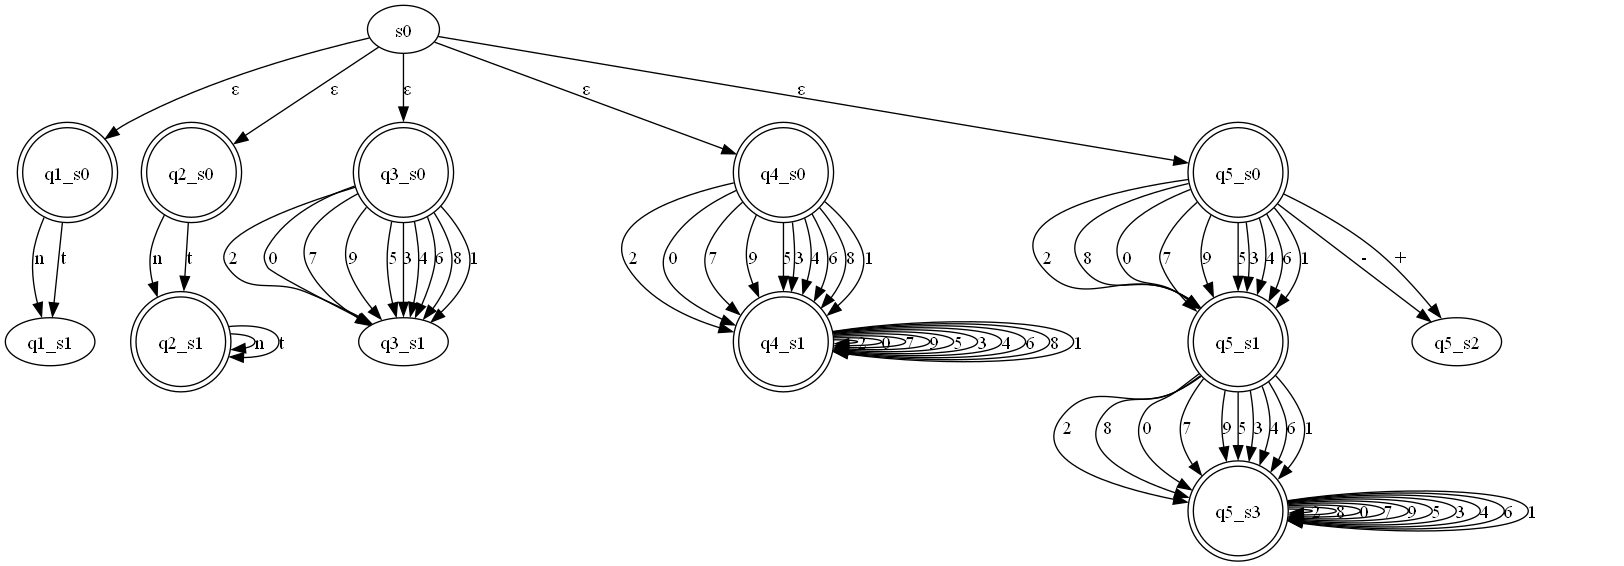 s0
ε ε ε ε ε
q1_s0 q2_s0 q3_s0 q4_s0 q5_s0
n t n t 2 0 7 9 5 3 4 6 8 1 2 0 7 9 5 3 4 6 8 1 2 8 0 7 9 5 3 4 6 1 - +
q1_s1 q2_s1 n t q3_s1 q4_s1 2 0 7 9 5 3 4 6 8 1 q5_s1 q5_s2
2 8 0 7 9 5 3 4 6 1
q5_s3 2 8 0 7 9 5 3 4 6 1